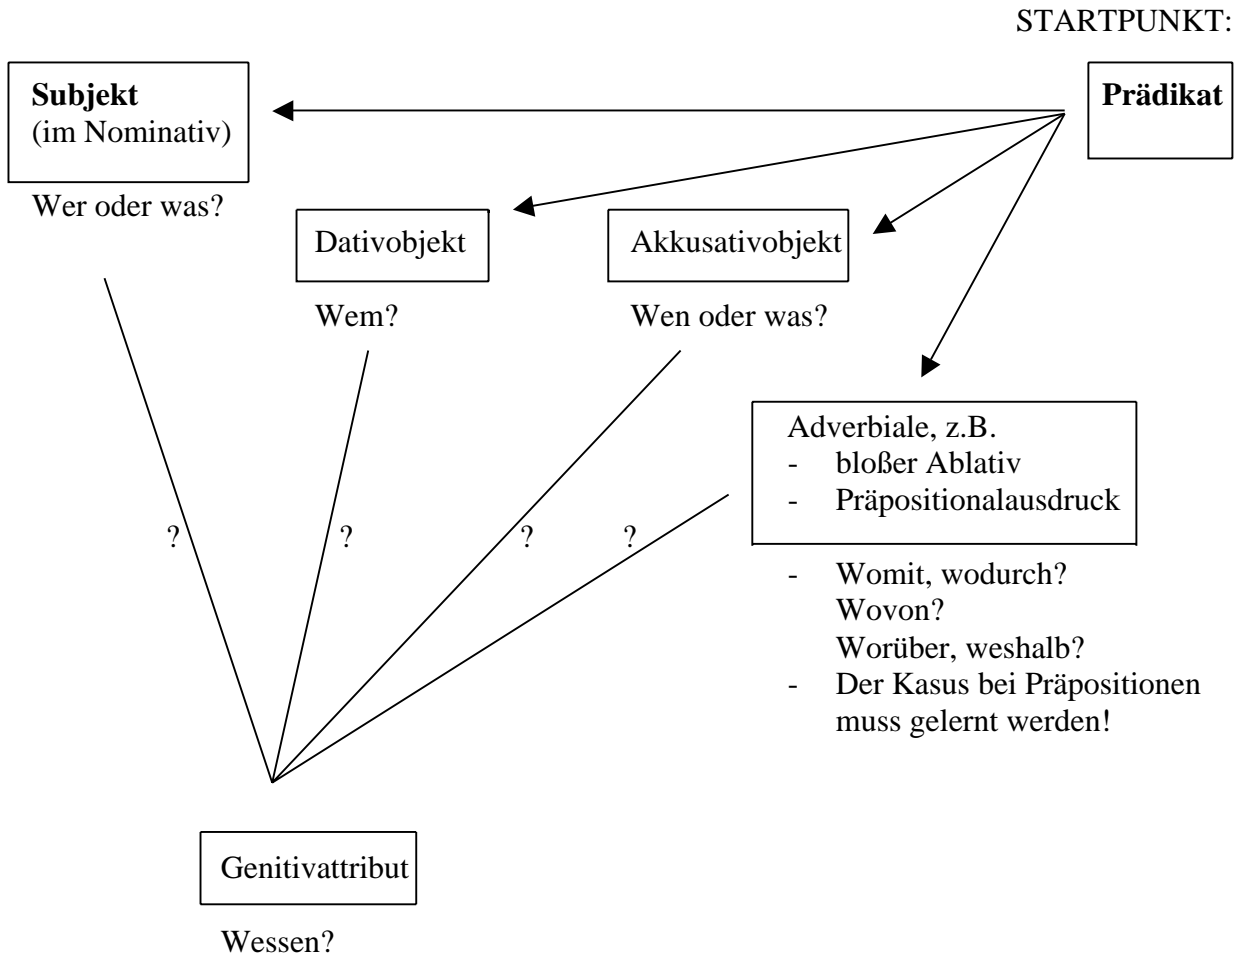 STARTPUNKT:
Subjekt
(im Nominativ)
Prädikat
Wer oder was?
Dativobjekt
Akkusativobjekt
Wem?
Wen oder was?
Adverbiale, z.B.
- bloßer Ablativ
- Präpositionalausdruck
? ? ? ?
- Womit, wodurch?
Wovon?
Worüber, weshalb?
- Der Kasus bei Präpositionen
muss gelernt werden!
Genitivattribut
Wessen?